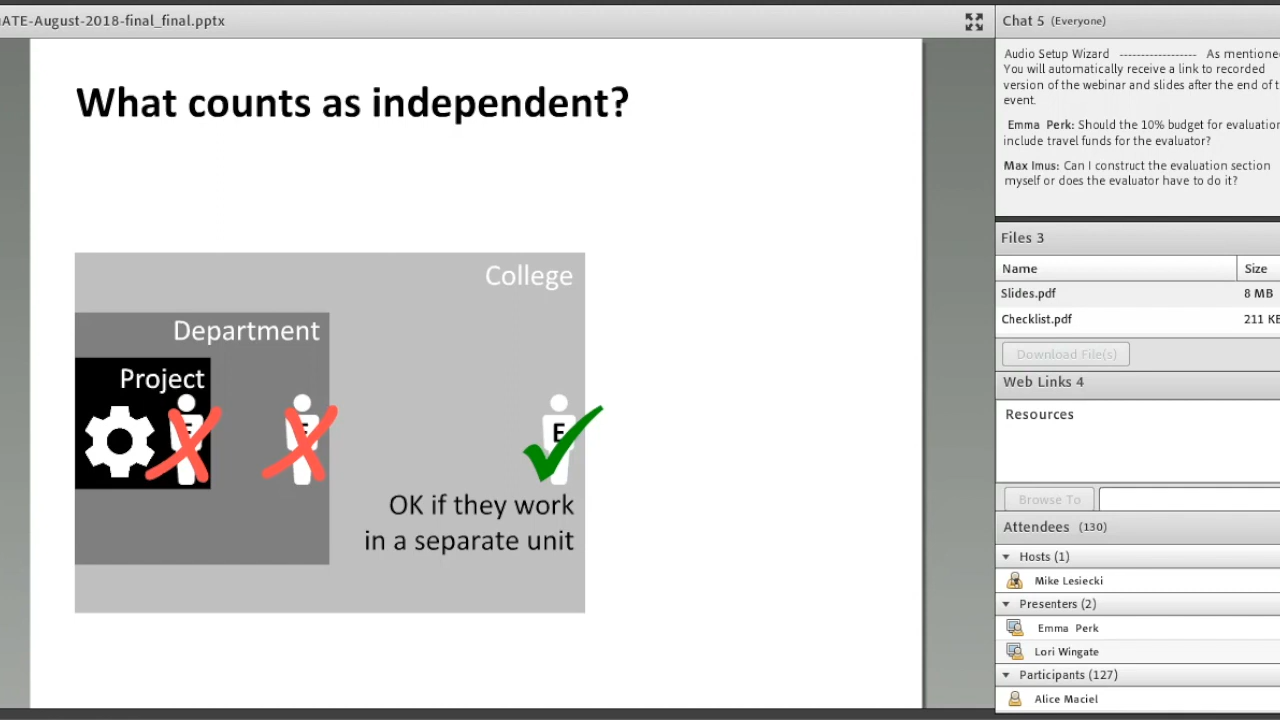 ATE-August-2018-final_final.pptx
What counts as independent?
College
Department
Project
E
OK if they work
in a separate unit
Chat 5 (Everyone)
Audio Setup Wizard ------------------ As mentioned
You will automatically receive a link to recorded
version of the webinar and slides after the end of t
event.
Emma Perk: Should the 10% budget for evaluation
include travel funds for the evaluator?
Max Imus: Can I construct the evaluation section
myself or does the evaluator have to do it?
Files 3
Name Size
Slides.pdf 8 MB
Checklist.pdf 211 KB
Download File(s)
Web Links 4
Resources
Browse To
Attendees (130)
Hosts (1)
Mike Lesiecki
Presenters (2)
Emma Perk
Lori Wingate
Participants (127)
Alice Maciel